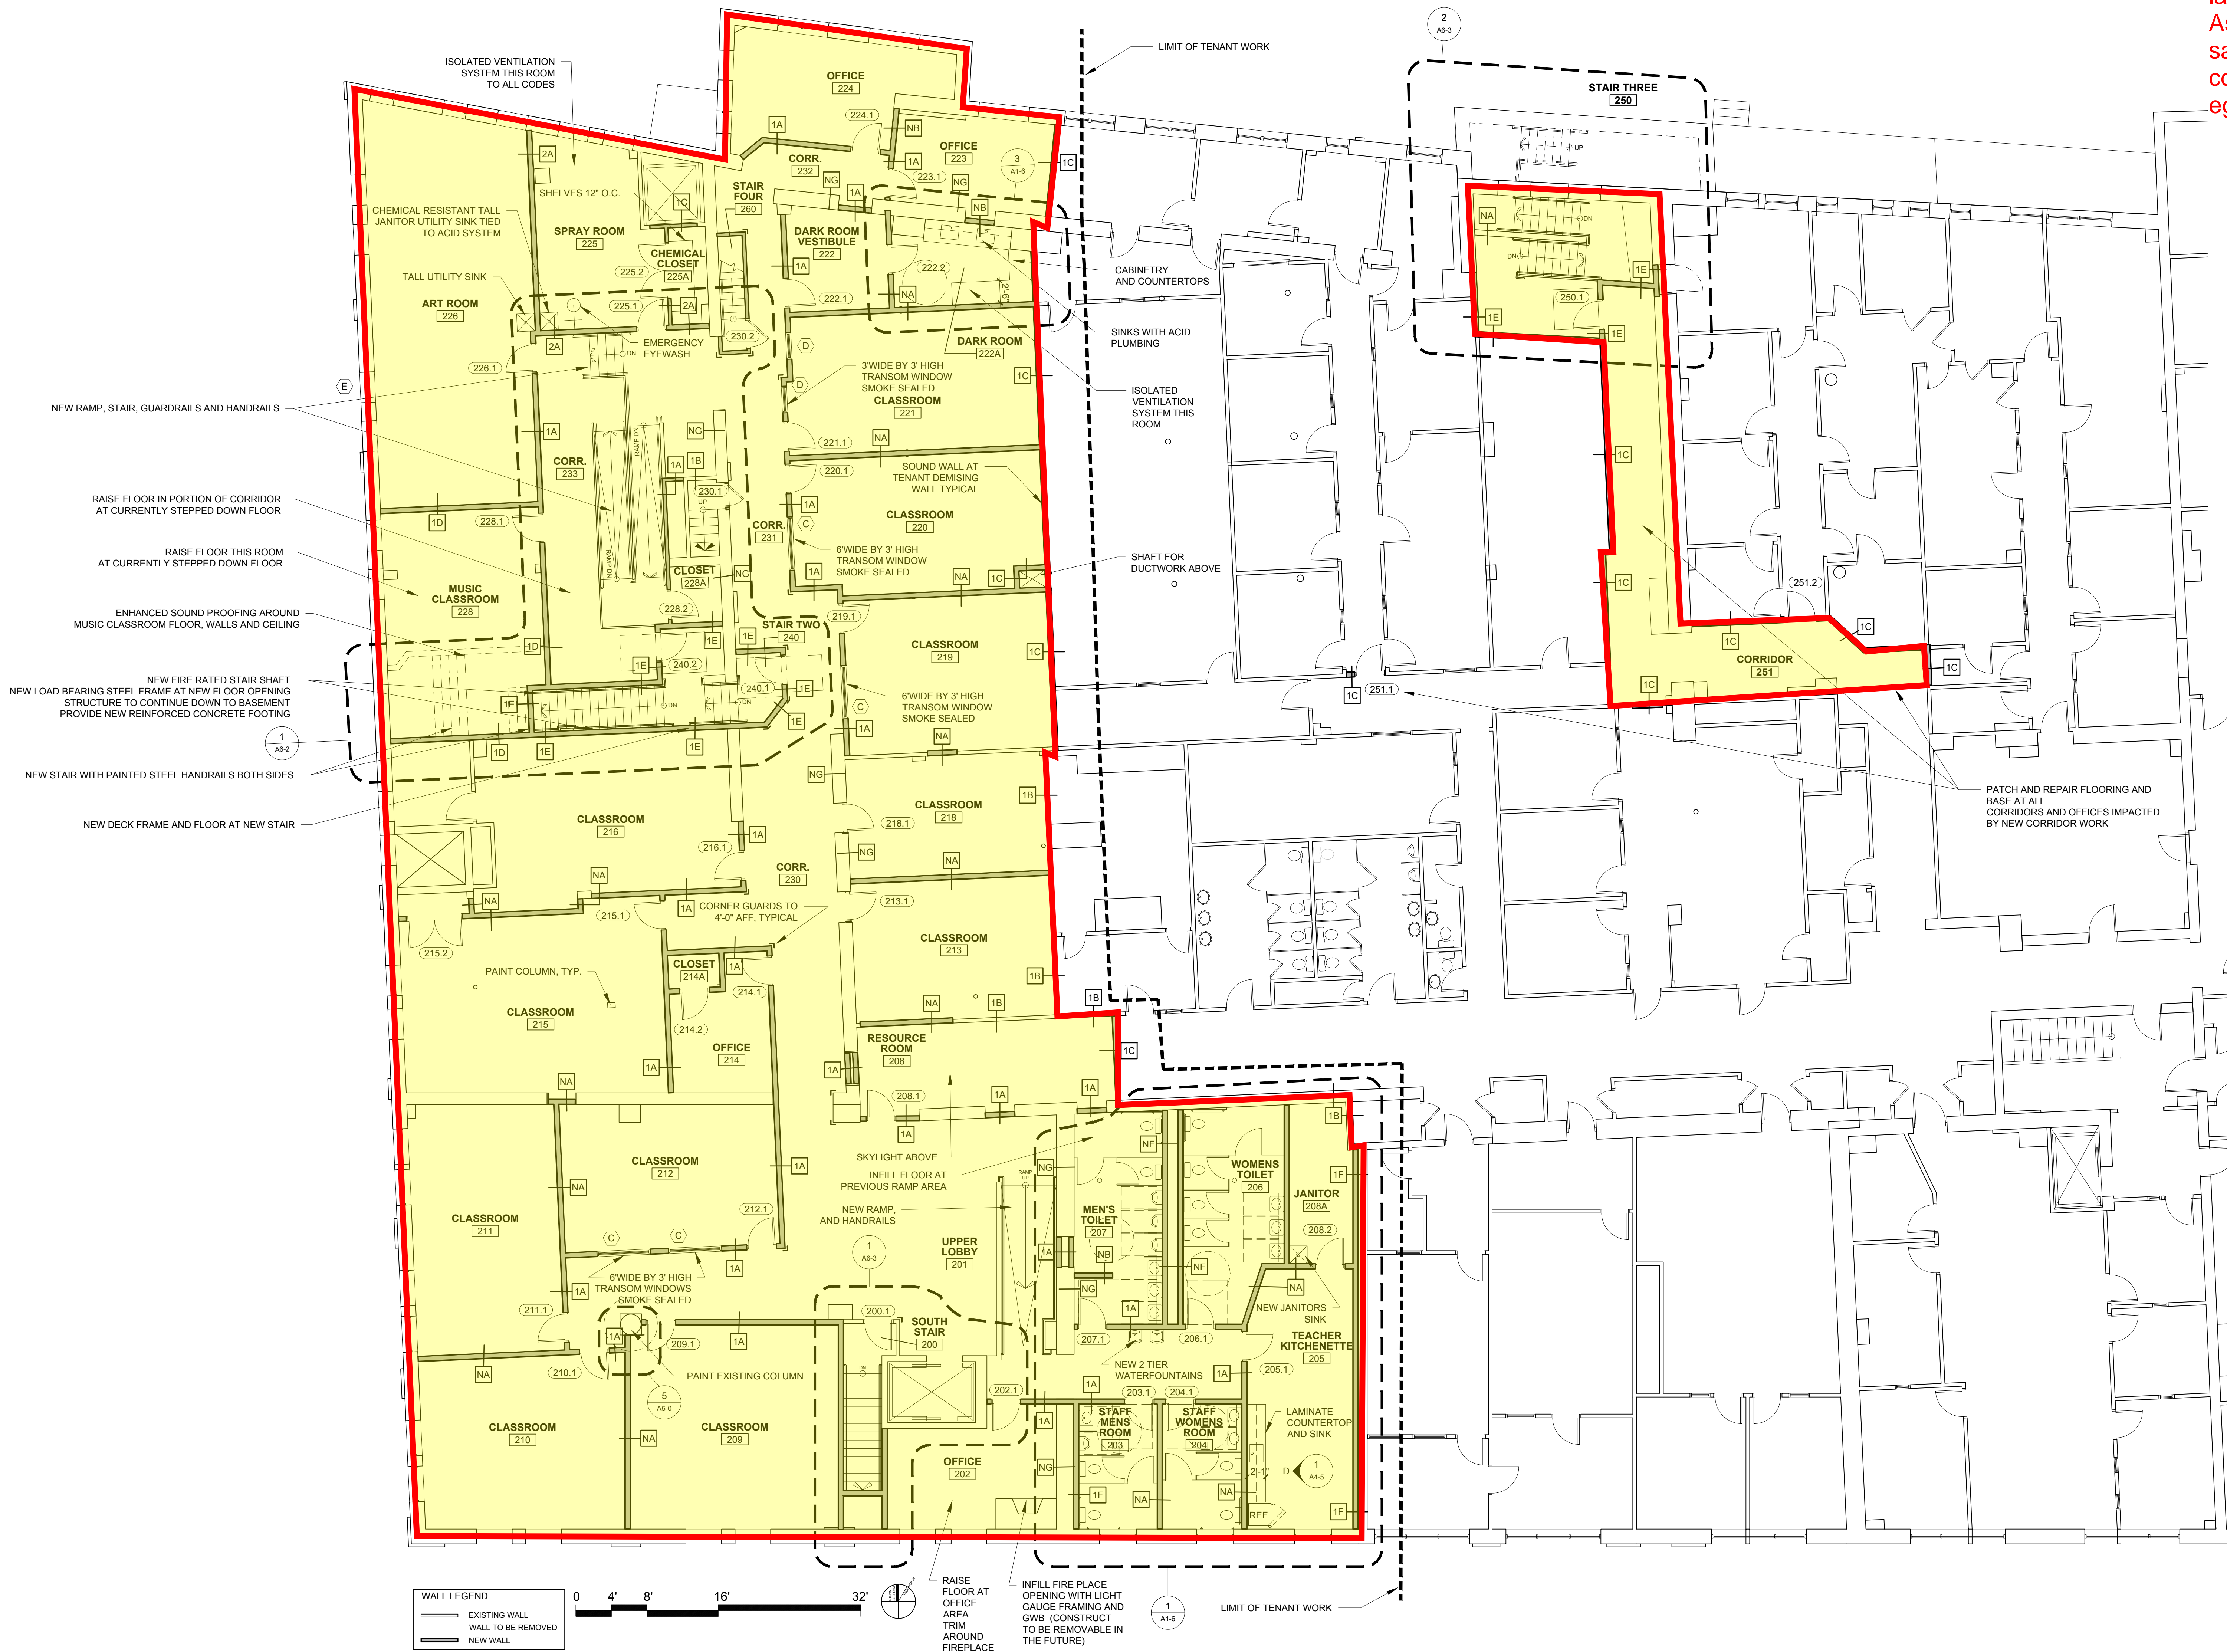 la
As
sa
co
eg
2
A6-3
LIMIT OF TENANT WORK
ISOLATED VENTILATION
SYSTEM THIS ROOM
TO ALL CODES
OFFICE
224
STAIR THREE
250
224.1
1A
NB
OFFICE
223
3
A1-6
1C
CORR.
232
1A
223.1
UP
2A
SHELVES 12" O.C.
STAIR
FOUR
260
NG
1A
NG
NB
1C
CHEMICAL RESISTANT TALL
JANITOR UTILITY SINK TIED
TO ACID SYSTEM
SPRAY ROOM
225
DARK ROOM
VESTIBULE
222
NA
DN
CHEMICAL
CLOSET
225A
225.2
1A
222.2
DN
1E
CABINETRY
AND COUNTERTOPS
TALL UTILITY SINK
2'-6"
ART ROOM
226
225.1
2A
222.1
NA
250.1
1E
1E
2A
EMERGENCY
EYEWASH
230.2
SINKS WITH ACID
PLUMBING
DN
D
DARK ROOM
222A
226.1
3'WIDE BY 3' HIGH
TRANSOM WINDOW
SMOKE SEALED
1C
E
D
ISOLATED
VENTILATION
SYSTEM THIS
ROOM
CLASSROOM
221
NEW RAMP, STAIR, GUARDRAILS AND HANDRAILS
1A
NG
RAMP DN
221.1
NA
CORR.
233
1A
1B
220.1
SOUND WALL AT
TENANT DEMISING
WALL TYPICAL
1C
230.1
UP
RAISE FLOOR IN PORTION OF CORRIDOR
AT CURRENTLY STEPPED DOWN FLOOR
1D
228.1
1A
CLASSROOM
220
CORR.
231
C
RAISE FLOOR THIS ROOM
AT CURRENTLY STEPPED DOWN FLOOR
RAMP DN
6'WIDE BY 3' HIGH
TRANSOM WINDOW
SMOKE SEALED
SHAFT FOR
DUCTWORK ABOVE
CLOSET
228A
NG
1A
NA
1C
1C
251.2
MUSIC
CLASSROOM
228
ENHANCED SOUND PROOFING AROUND
MUSIC CLASSROOM FLOOR, WALLS AND CEILING
228.2
219.1
STAIR TWO
240
1E
1E
1C
1C
1D
CLASSROOM
219
1C
CORRIDOR
251
1C
240.2
1E
NEW FIRE RATED STAIR SHAFT
NEW LOAD BEARING STEEL FRAME AT NEW FLOOR OPENING
STRUCTURE TO CONTINUE DOWN TO BASEMENT
PROVIDE NEW REINFORCED CONCRETE FOOTING
240.1
1E
6'WIDE BY 3' HIGH
TRANSOM WINDOW
SMOKE SEALED
1C
251.1
1C
1E
DN
DN
C
1E
1A
1
A6-2
1D
1E
1E
NA
NEW STAIR WITH PAINTED STEEL HANDRAILS BOTH SIDES
NG
PATCH AND REPAIR FLOORING AND
BASE AT ALL
CORRIDORS AND OFFICES IMPACTED
BY NEW CORRIDOR WORK
1B
NEW DECK FRAME AND FLOOR AT NEW STAIR
CLASSROOM
216
CLASSROOM
218
218.1
1A
216.1
NG
NA
CORR.
230
NA
NA
215.1
1A
CORNER GUARDS TO
4'-0" AFF, TYPICAL
213.1
CLASSROOM
213
215.2
CLOSET
214A
1A
PAINT COLUMN, TYP.
1B
214.1
NA
1B
1B
CLASSROOM
215
214.2
RESOURCE
ROOM
208
OFFICE
214
1C
1A
1A
NA
208.1
1A
1A
1B
1A
SKYLIGHT ABOVE
NF
CLASSROOM
212
1A
INFILL FLOOR AT
PREVIOUS RAMP AREA
NG
WOMENS
TOILET
206
1F
RAMP
UP
NA
JANITOR
208A
CLASSROOM
211
212.1
NEW RAMP,
AND HANDRAILS
MEN'S
TOILET
207
208.2
C
C
1
A6-3
UPPER
LOBBY
201
1A
NB
1A
NF
6'WIDE BY 3' HIGH
TRANSOM WINDOWS
SMOKE SEALED
1A
NG
NA
1A
NEW JANITORS
SINK
211.1
200.1
SOUTH
STAIR
200
1A
209.1
1A
207.1
206.1
TEACHER
KITCHENETTE
205
NA
210.1
PAINT EXISTING COLUMN
DN
NEW 2 TIER
WATERFOUNTAINS
1A
205.1
5
A5-0
202.1
1A
203.1
204.1
1A
CLASSROOM
210
NA
CLASSROOM
209
STAFF
MENS
ROOM
203
STAFF
WOMENS
ROOM
204
LAMINATE
COUNTERTOP
AND SINK
OFFICE
202
NG
2'-1"
D
1
A4-5
1F
NA
NA
REF
1F
WALL LEGEND
EXISTING WALL
WALL TO BE REMOVED
NEW WALL
0 4' 8' 16' 32'
RAISE
FLOOR AT
OFFICE
AREA
TRIM
AROUND
FIREPLACE
INFILL FIRE PLACE
OPENING WITH LIGHT
GAUGE FRAMING AND
GWB (CONSTRUCT
TO BE REMOVABLE IN
THE FUTURE)
1
A1-6
LIMIT OF TENANT WORK